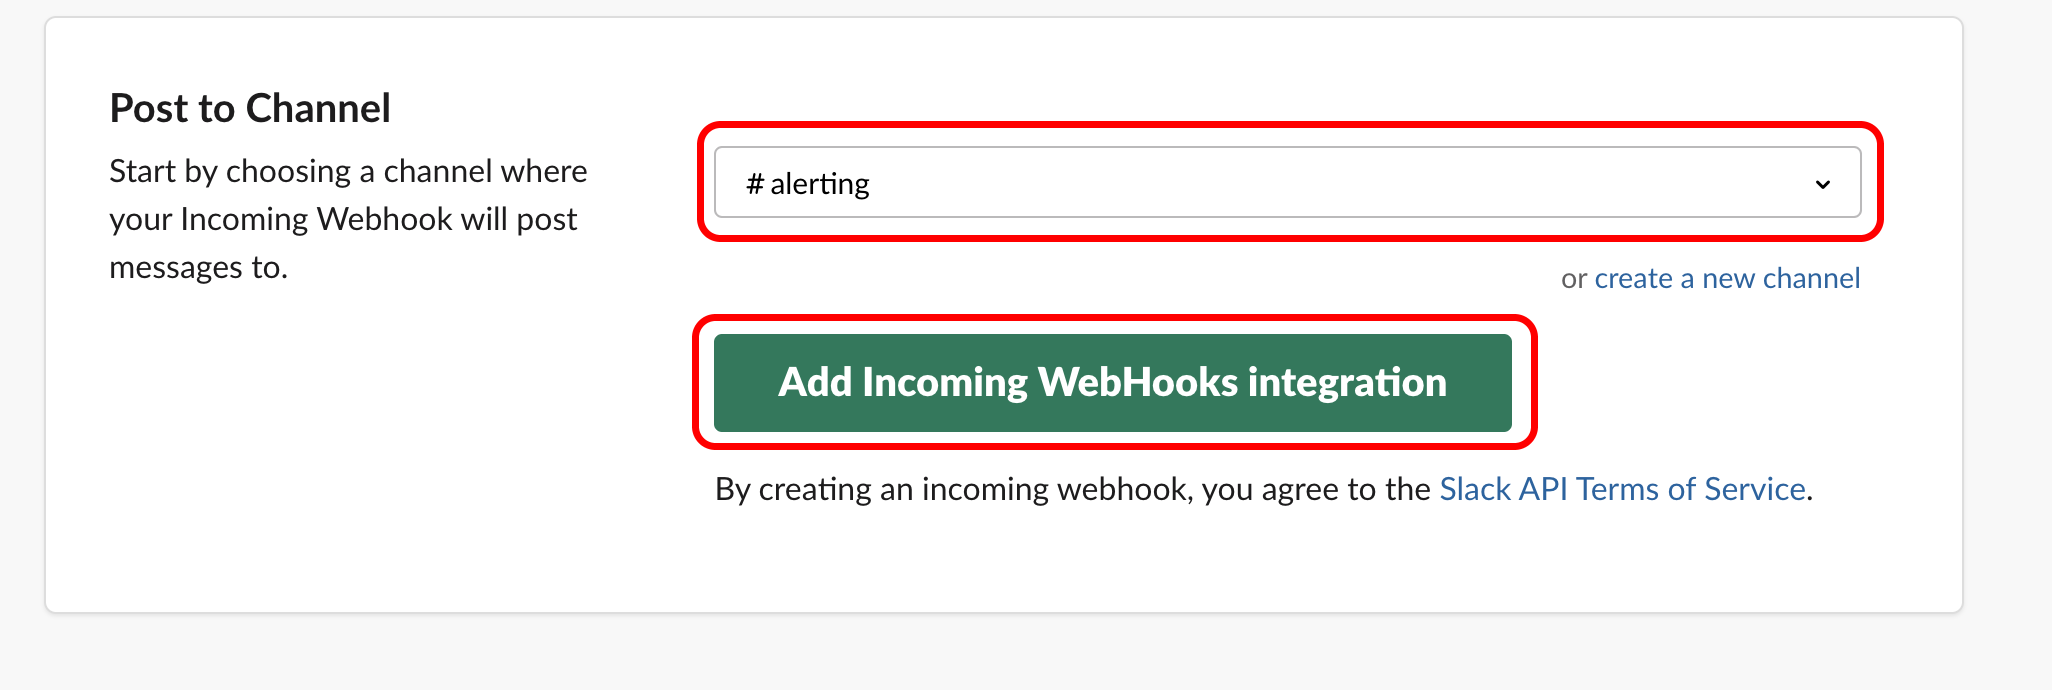 Post to Channel
Start by choosing a channel where
your Incoming Webhook will post
messages to.
# alerting
or create a new channel
Add Incoming WebHooks integration
By creating an incoming webhook, you agree to the Slack API Terms of Service.